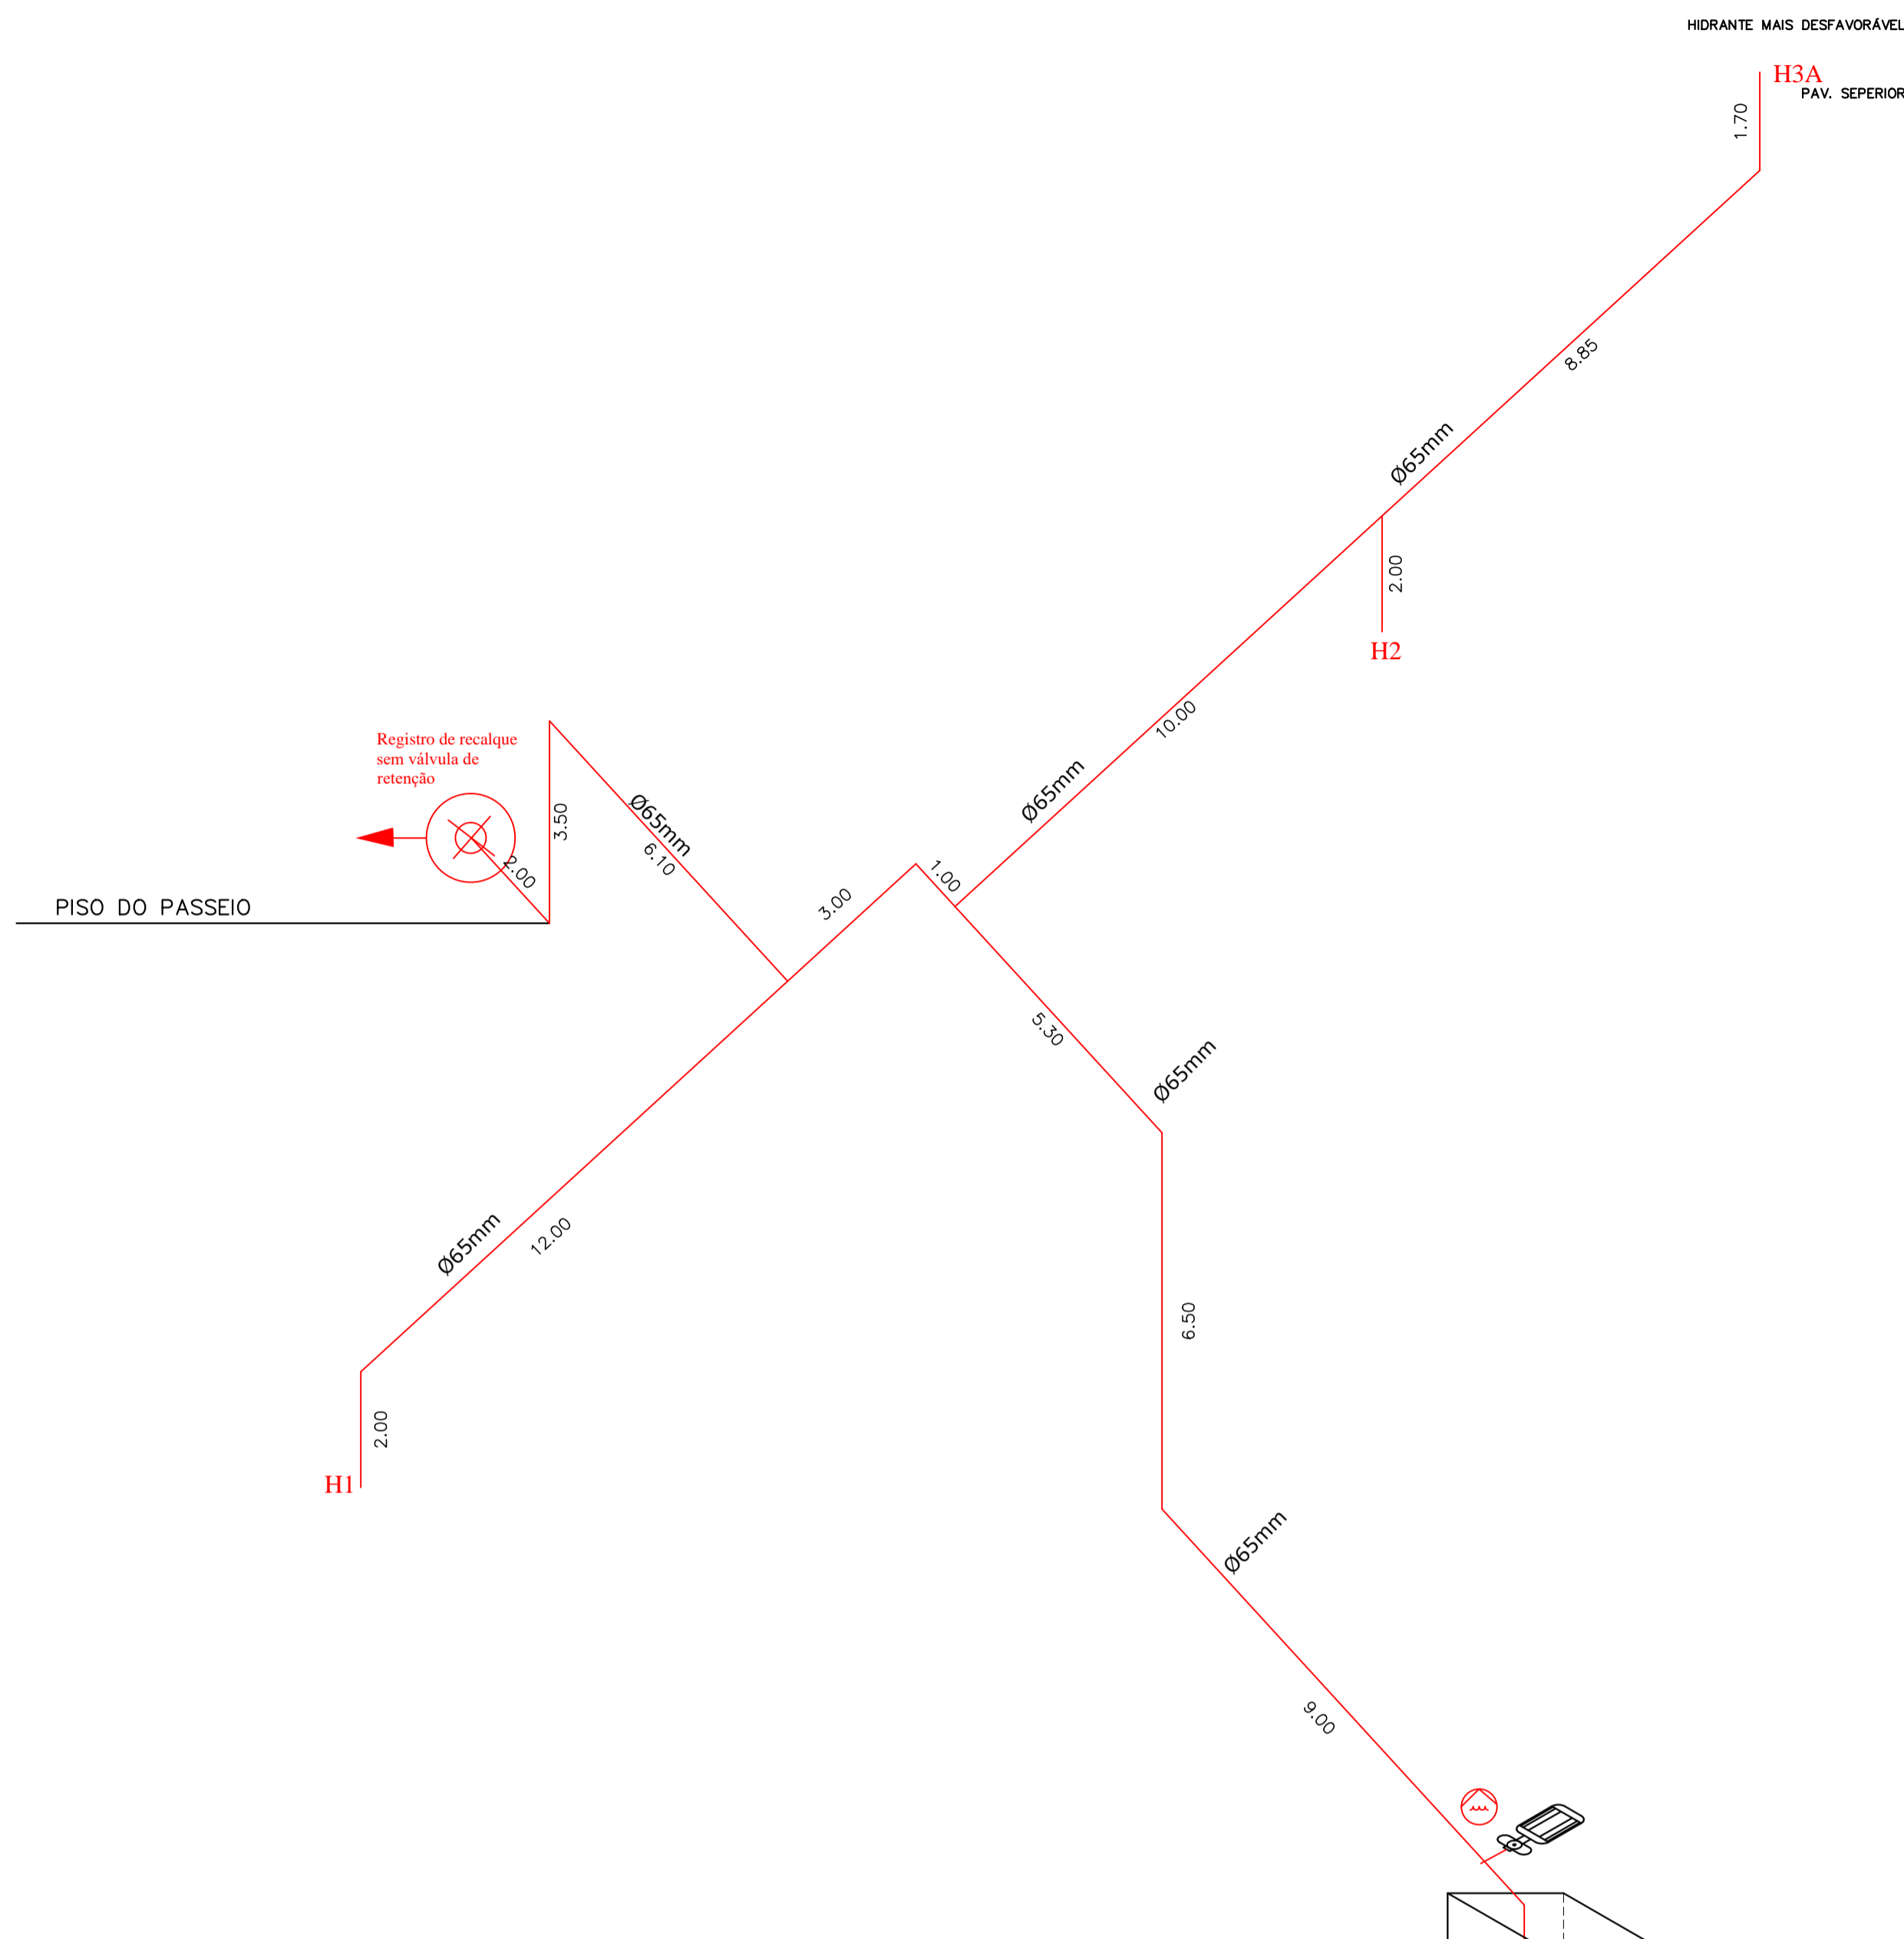 HIDRANTE MAIS DESFAVORÁVEL
H3A
PAV. SEPERIOR
1.70
8.85
Ø65mm
2.00
H2
10.00
Ø65mm
Registro de recalque
sem válvula de
retenção
3.50
2.00
Ø65mm
6.10
PISO DO PASSEIO
3.00
1.00
5.30
Ø65mm
Ø65mm
12.00
6.50
2.00
H1
Ø65mm
9.00